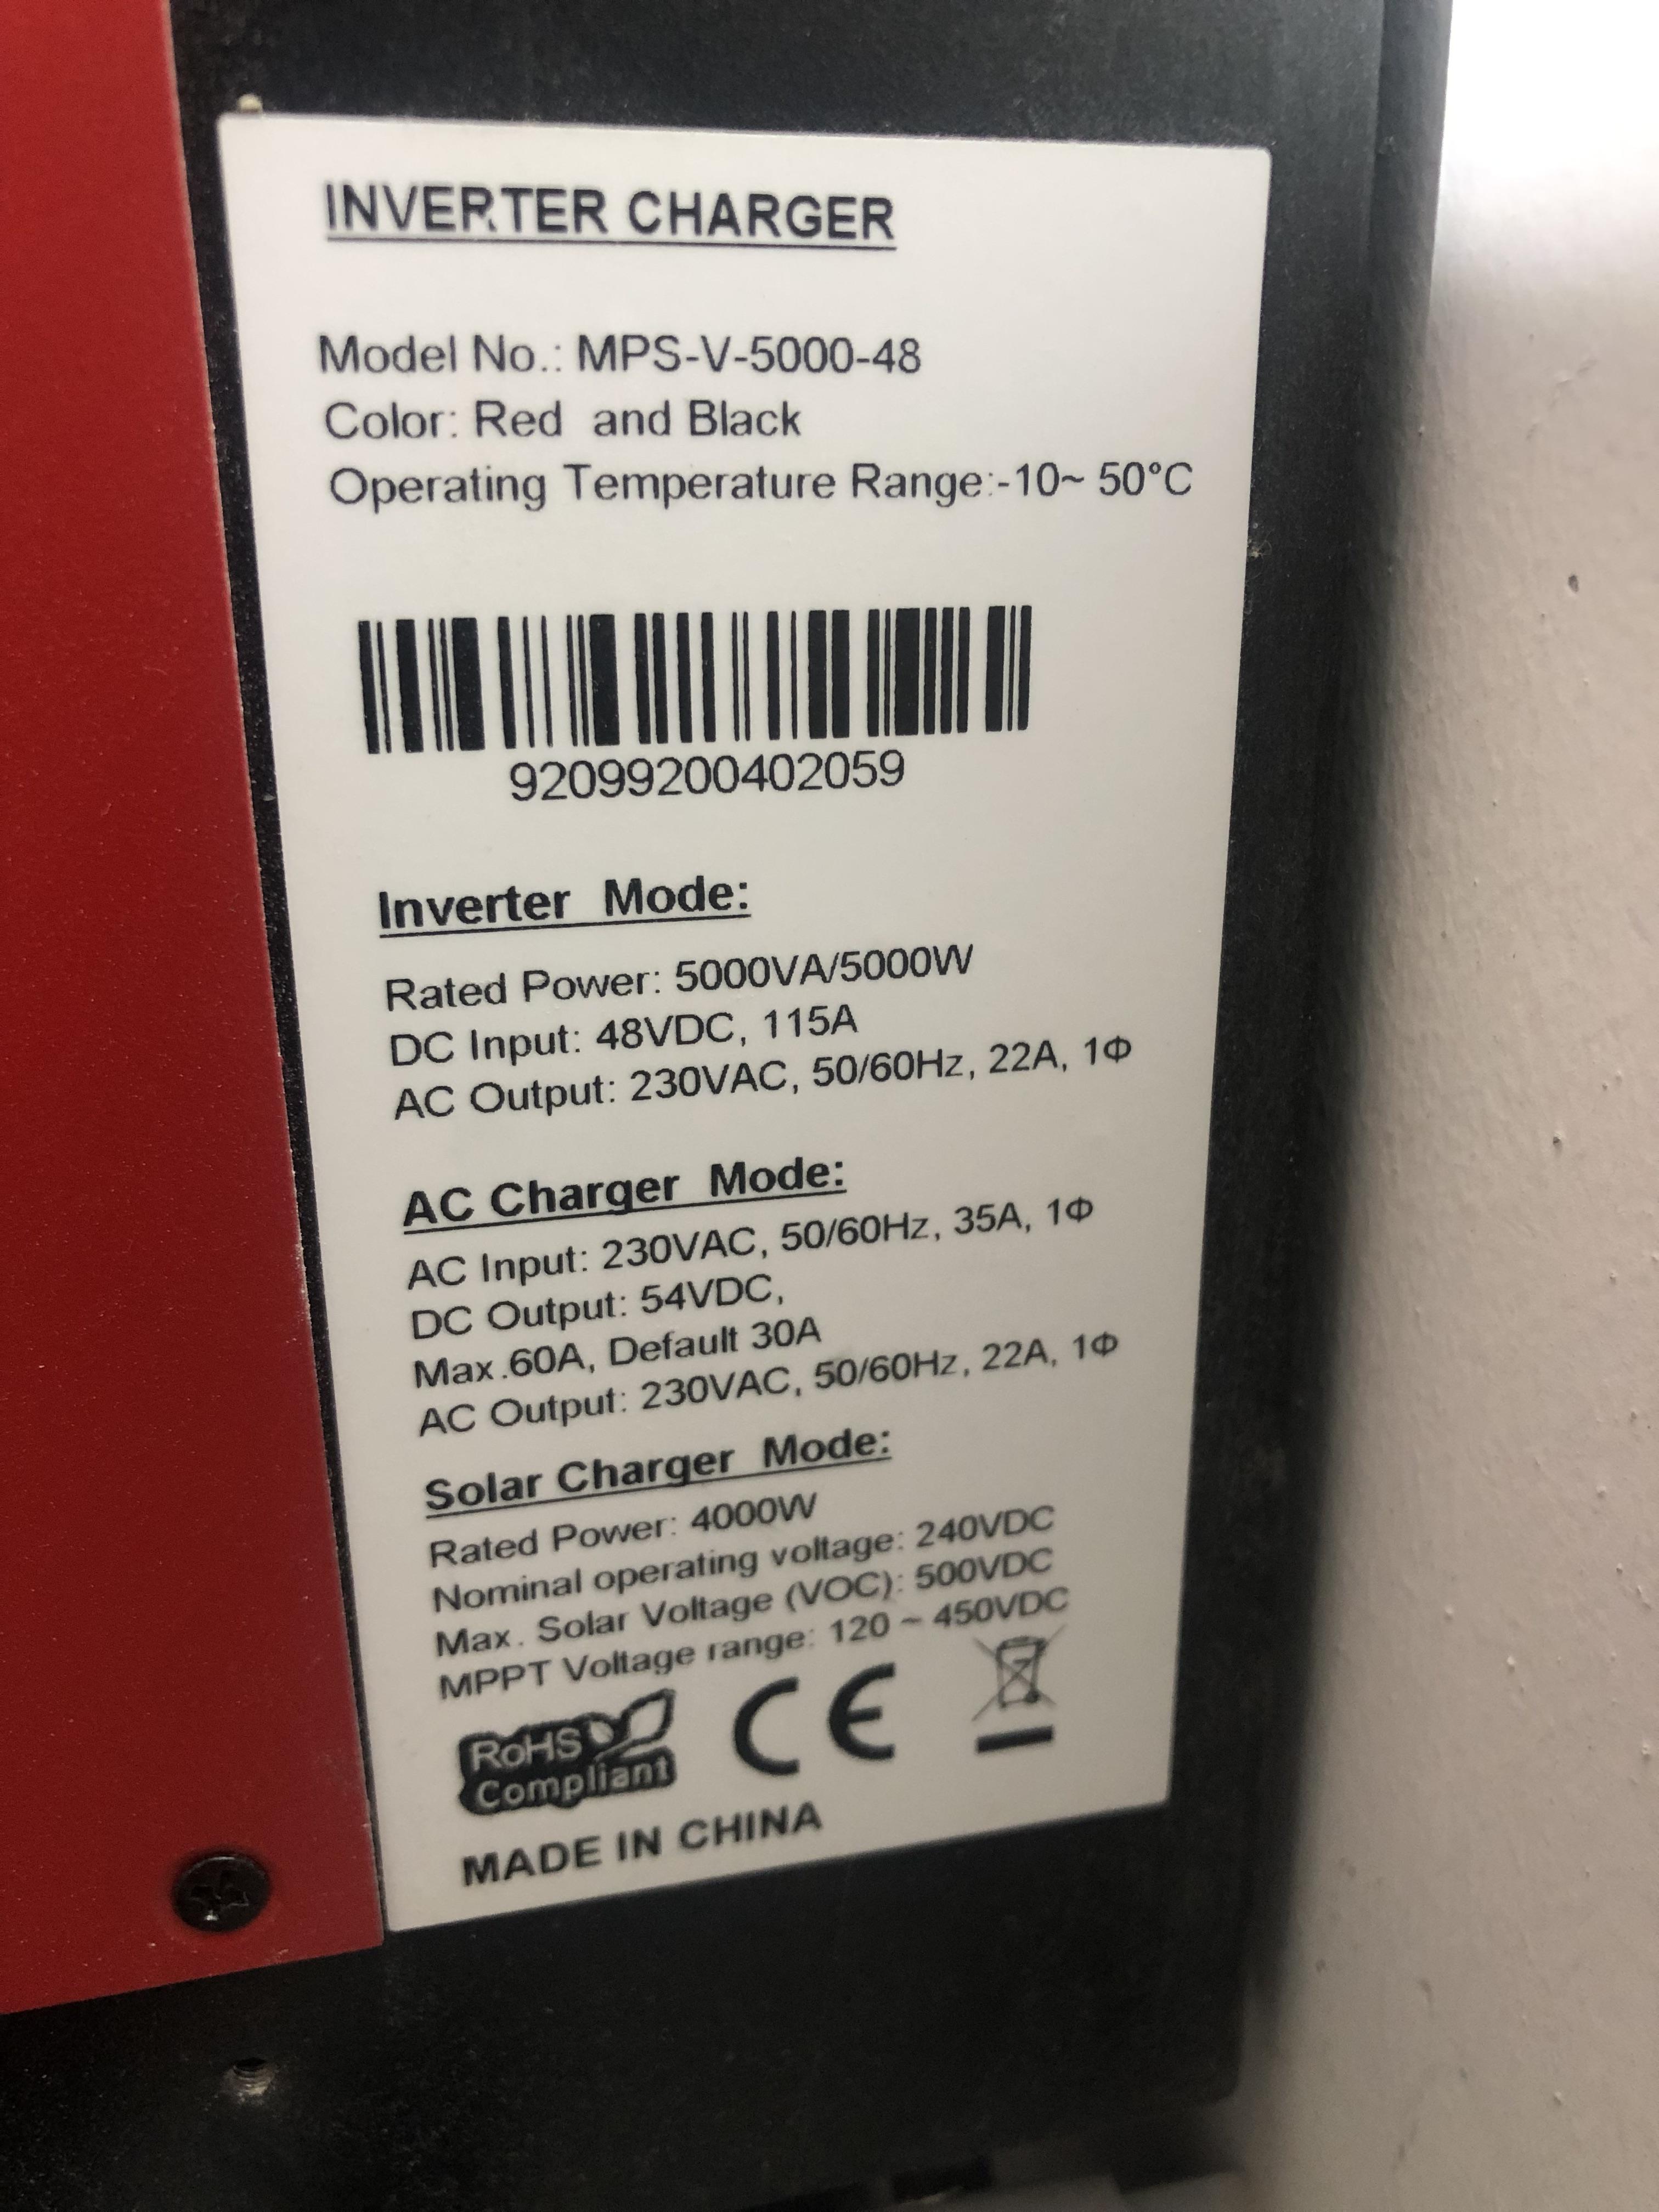 INVERTER CHARGER
Model No.: MPS-V-5000-48
Color: Red and Black
Operating Temperature Range:-10~ 50°C
92099200402059
Inverter Mode:
Rated Power: 5000VA/5000W
DC Input: 48VDC, 115A
AC Output: 230VAC, 50/60Hz, 22A, 1Φ
AC Charger Mode:
AC Input: 230VAC, 50/60Hz, 35A, 1Φ
DC Output: 54VDC,
Max.60A, Default 30A
AC Output: 230VAC, 50/60Hz, 22A, 1Φ
Solar Charger Mode:
Rated Power: 4000W
Nominal operating voltage: 240VDC
Max. Solar Voltage (VOC): 500VDC
MPPT Voltage range: 120 ~ 450VDC
RoHS
Compliant
CE
MADE IN CHINA